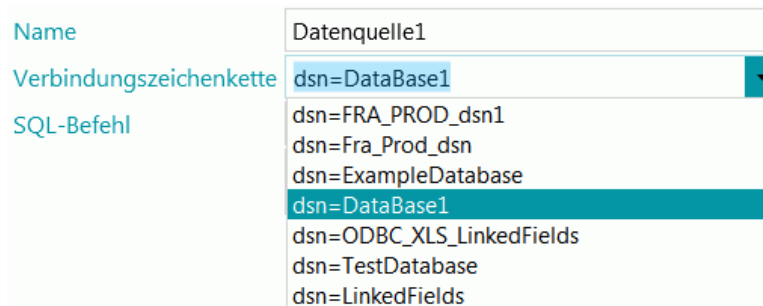 Name
Datenquelle1
Verbindungszeichenkette
dsn=DataBase1
SQL-Befehl
dsn=FRA_PROD_dsn1
dsn=Fra_Prod_dsn
dsn=ExampleDatabase
dsn=DataBase1
dsn=ODBC_XLS_LinkedFields
dsn=TestDatabase
dsn=LinkedFields